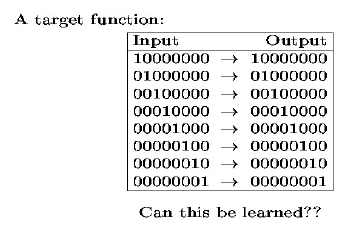 A target function:
Input Output
10000000 → 10000000
01000000 → 01000000
00100000 → 00100000
00010000 → 00010000
00001000 → 00001000
00000100 → 00000100
00000010 → 00000010
00000001 → 00000001
Can this be learned??